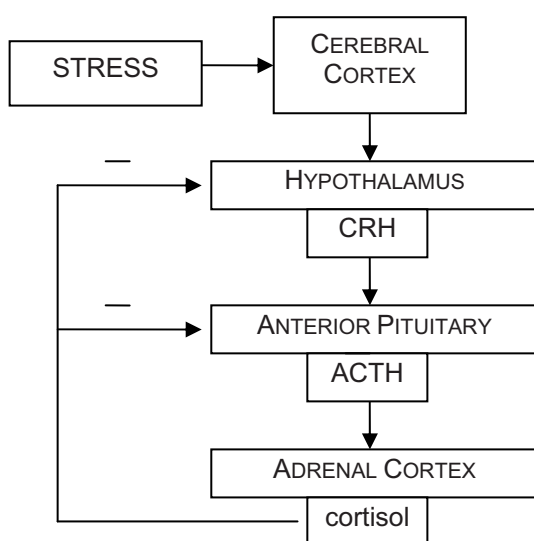 STRESS
CEREBRAL
CORTEX
—
HYPOTHALAMUS
CRH
—
ANTERIOR PITUITARY
ACTH
ADRENAL CORTEX
cortisol